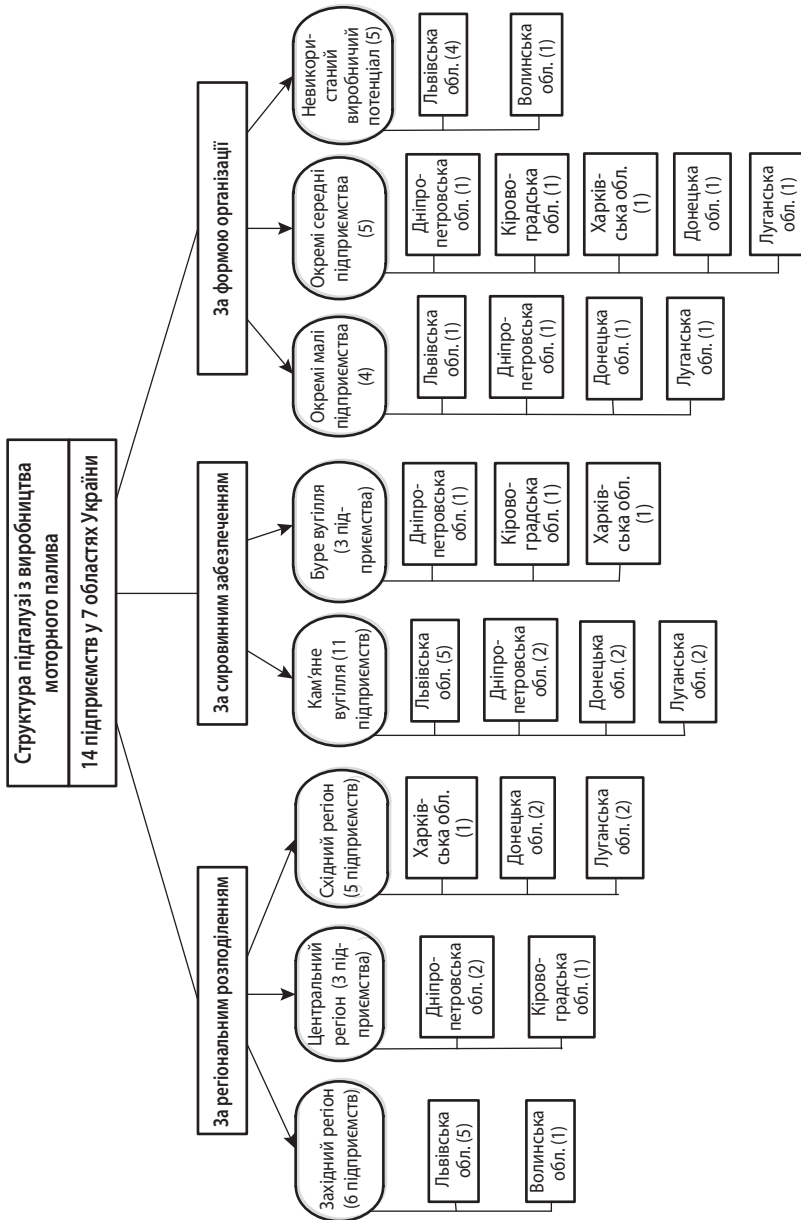 Структура підгалузі з виробництва
моторного палива
14 підприємств у 7 областях України
За регіональним розподіленням
Західний регіон
(6 підприємств)
Львівська
обл. (5)
Волинська
обл. (1)
Центральний
регіон (3 під-
приємства)
Дніпро-
петровська
обл. (2)
Кірово-
градська
обл. (1)
Східний регіон
(5 підприємств)
Харків-
ська обл.
(1)
Донецька
обл. (2)
Луганська
обл. (2)
За сировинним забезпеченням
Кам'яне
вугілля (11
підприємств)
Львівська
обл. (5)
Дніпро-
петровська
обл. (2)
Донецька
обл. (2)
Луганська
обл. (2)
Буре вугілля
(3 під-
приємства)
Дніпро-
петровська
обл. (1)
Кірово-
градська
обл. (1)
Харків-
ська обл.
(1)
За формою організації
Окремі малі
підприємства
(4)
Львівська
обл. (1)
Дніпро-
петровська
обл. (1)
Донецька
обл. (1)
Луганська
обл. (1)
Окремі середні
підприємства
(5)
Дніпро-
петровська
обл. (1)
Кірово-
градська
обл. (1)
Харків-
ська обл.
(1)
Донецька
обл. (1)
Луганська
обл. (1)
Невикори-
станий
виробничий
потенціал (5)
Львівська
обл. (4)
Волинська
обл. (1)